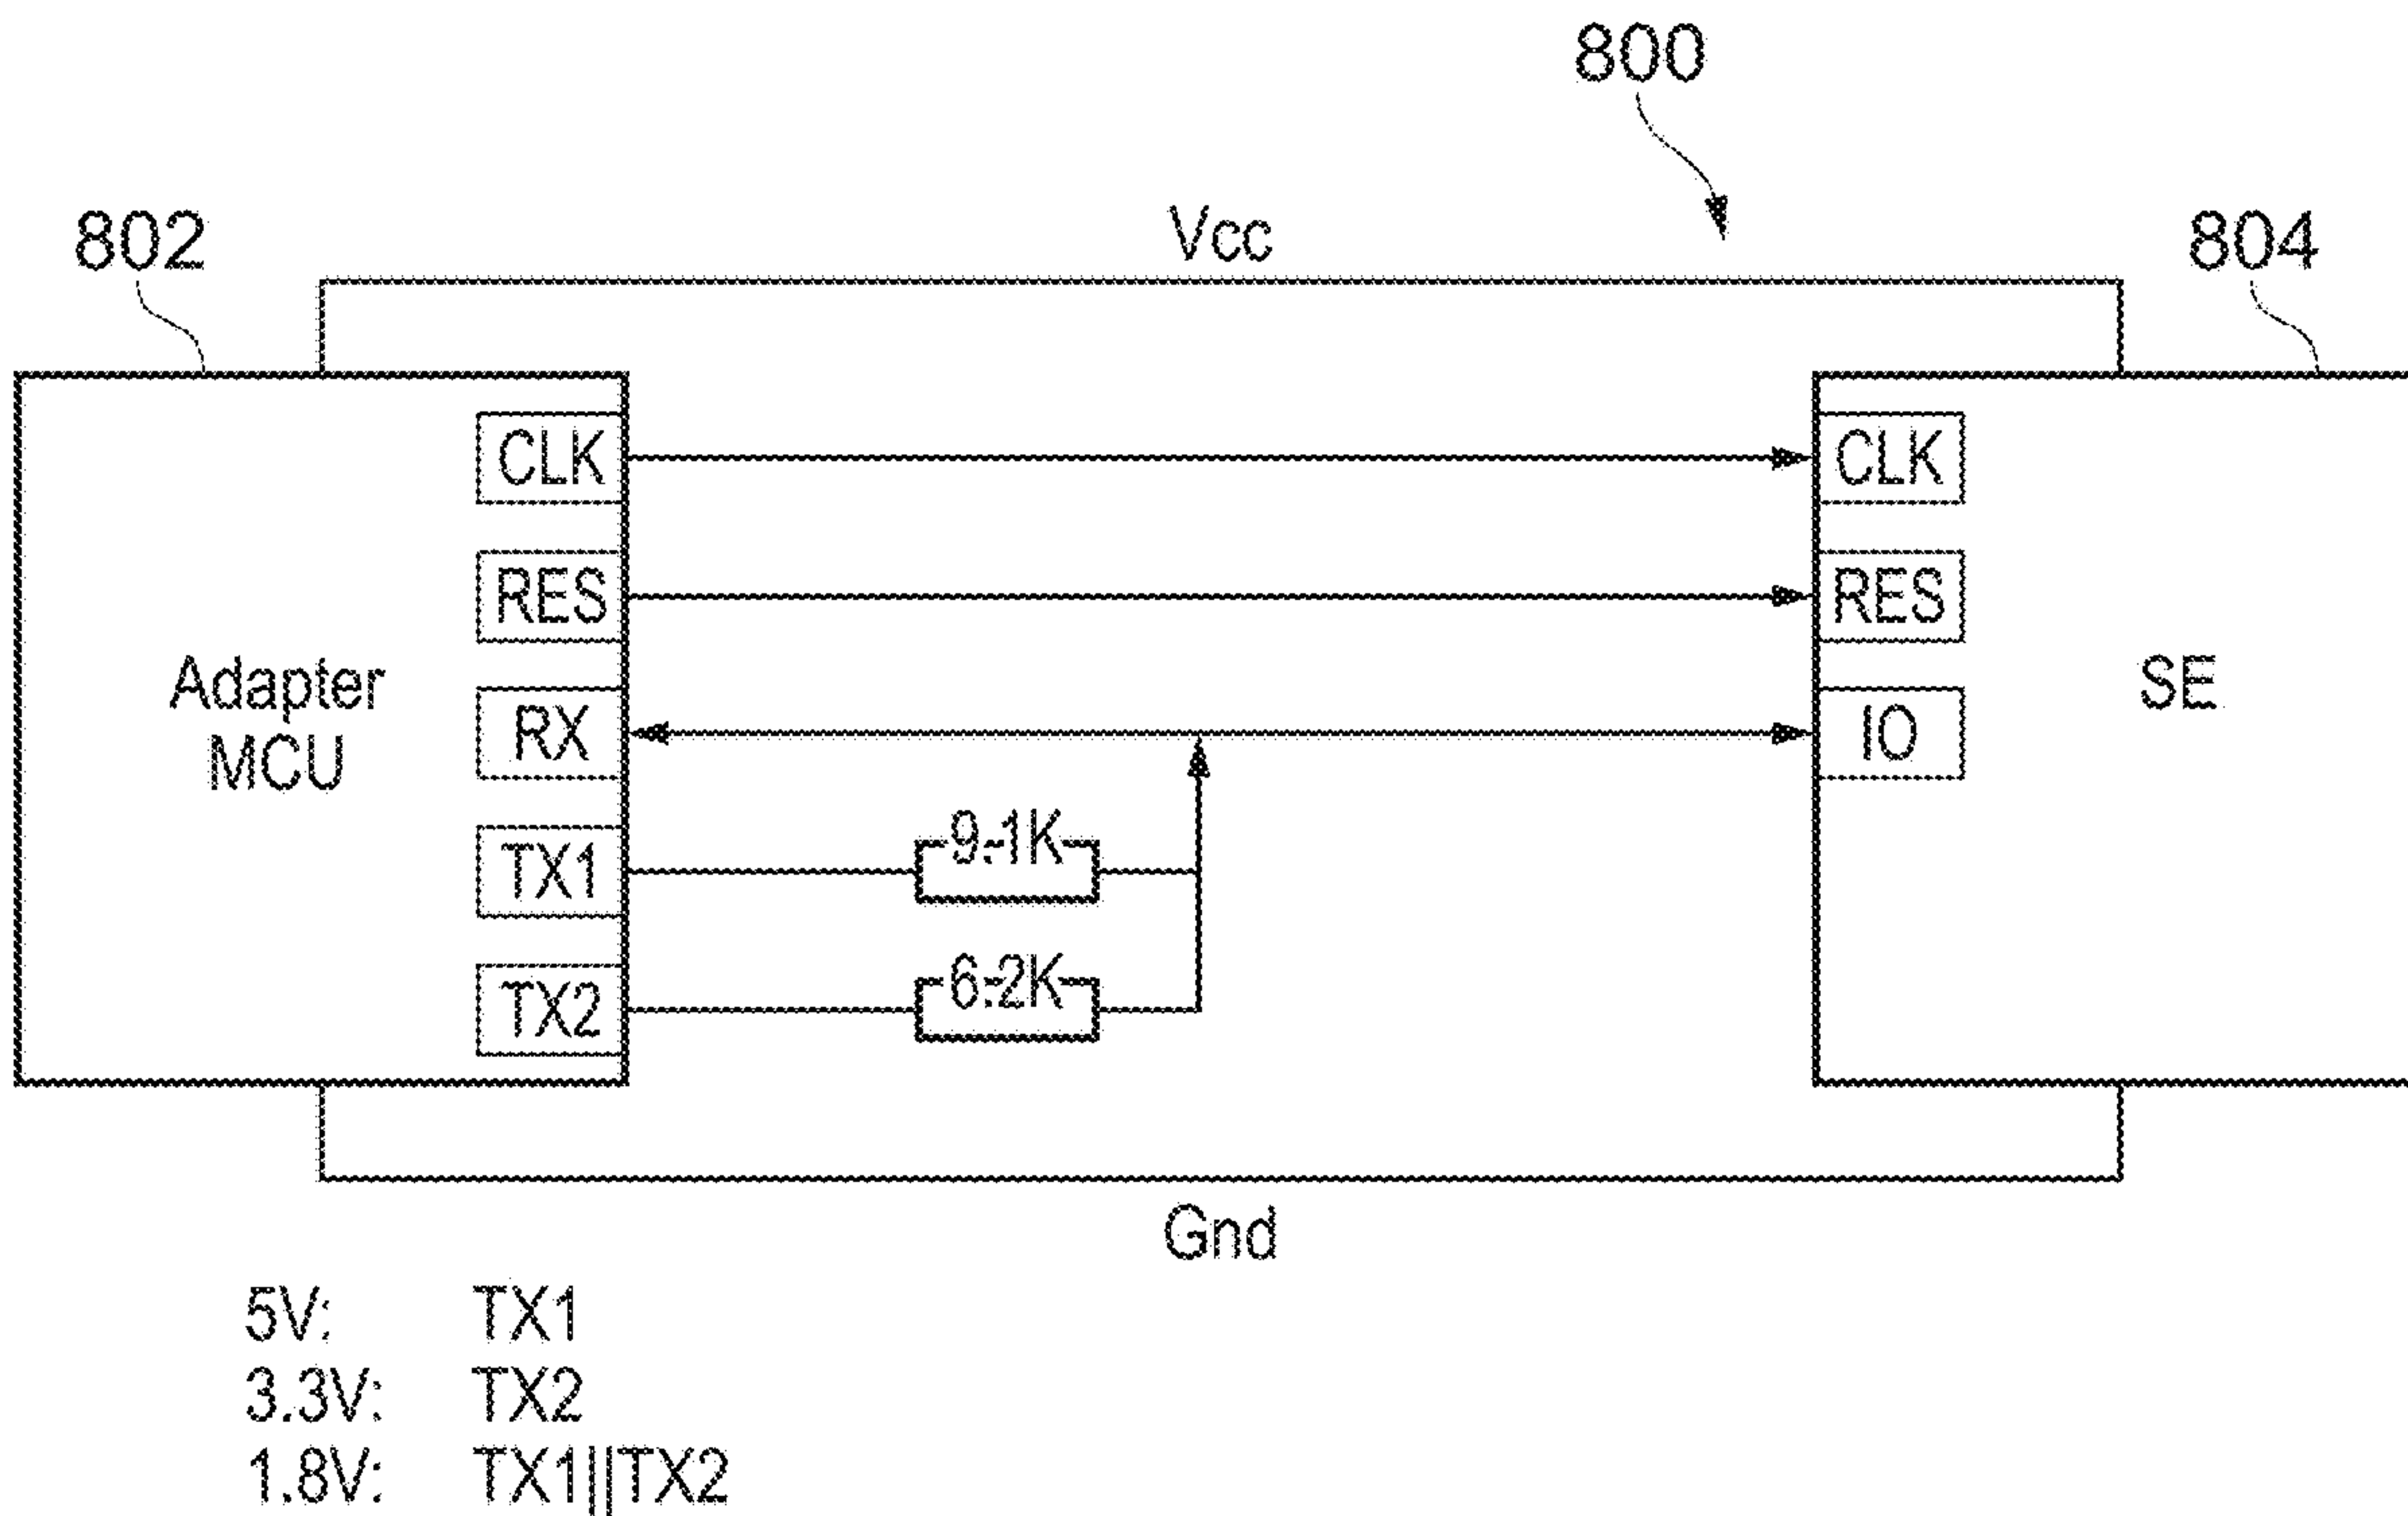 800
802
Vcc
804
CLK
CLK
RES
RES
Adapter
MCU
SE
RX
IO
9.1K
TX1
6.2K
TX2
Gnd
5V: TX1
3.3V: TX2
1.8V: TX1||TX2